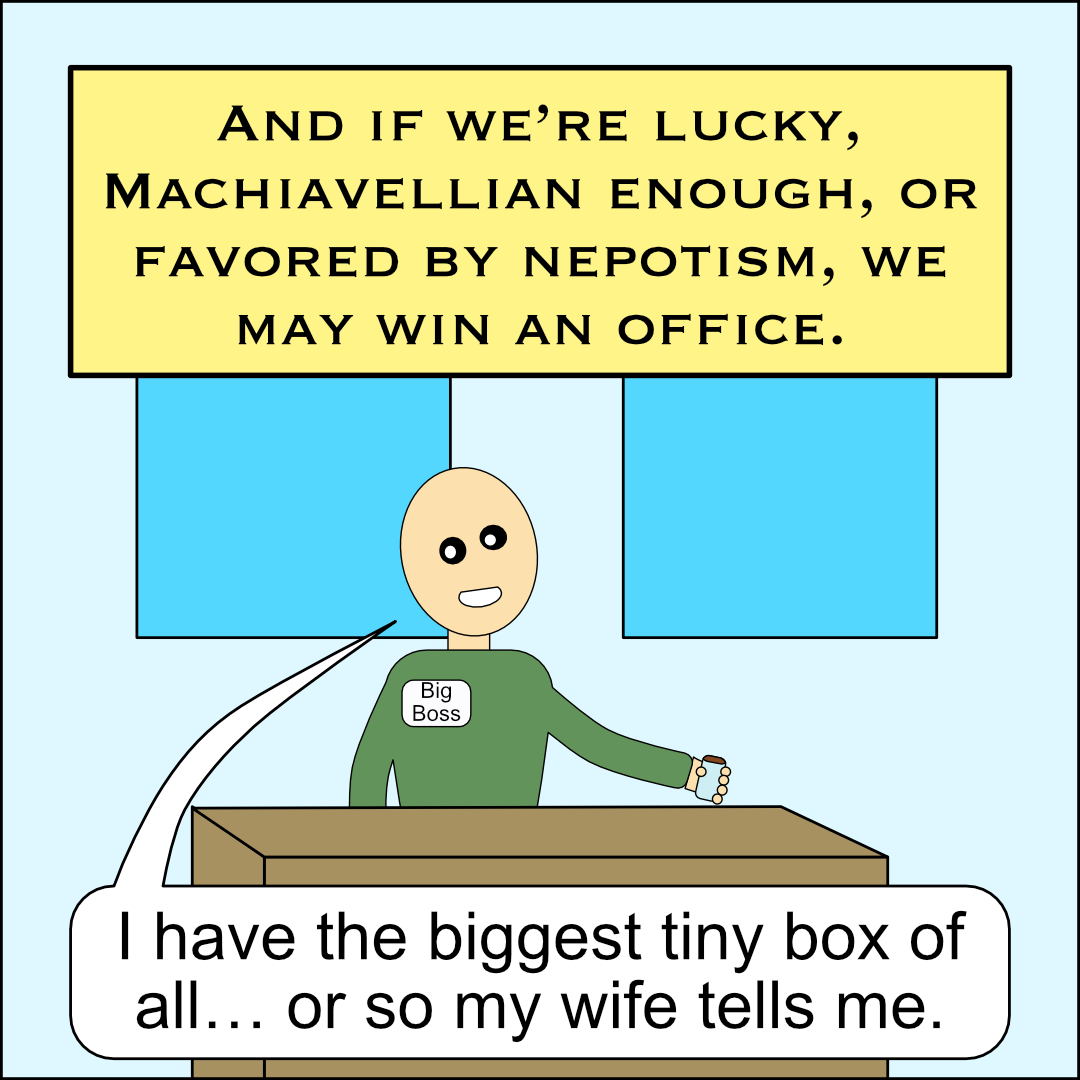 And if we’re lucky,
Machiavellian enough, or
favored by nepotism, we
may win an office.
Big
Boss
I have the biggest tiny box of
all… or so my wife tells me.